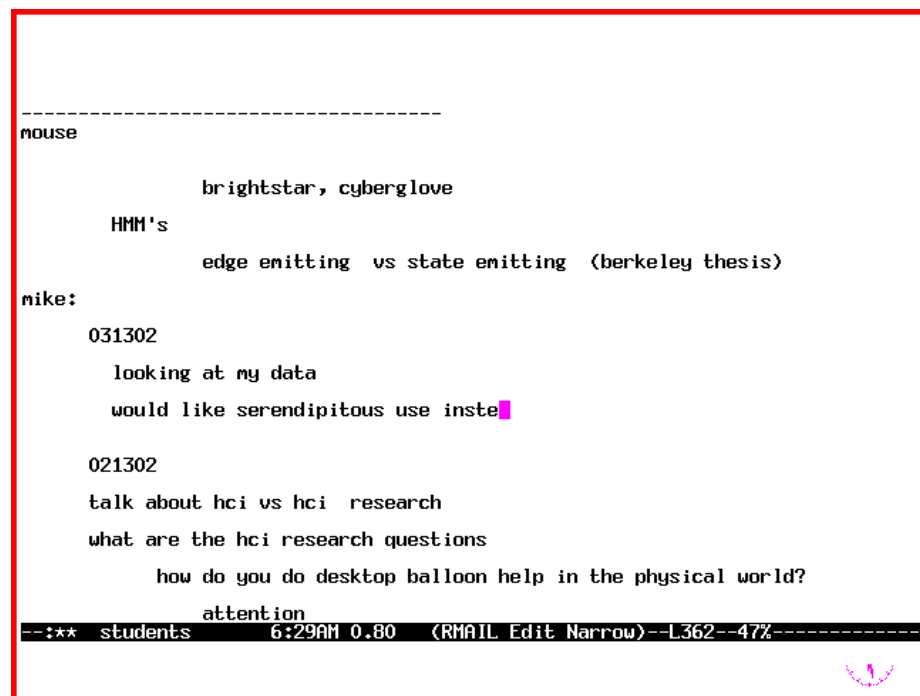 -------------------------------------
mouse
brightstar, cyberglove
HMM's
edge emitting  vs state emitting  (berkeley thesis)
mike:
031302
looking at my data
would like serendipitous use inste
021302
talk about hci vs hci  research
what are the hci research questions
how do you do desktop balloon help in the physical world?
attention
--:**  students       6:29AM 0.80   (RMAIL Edit Narrow)--L362--47%-------------